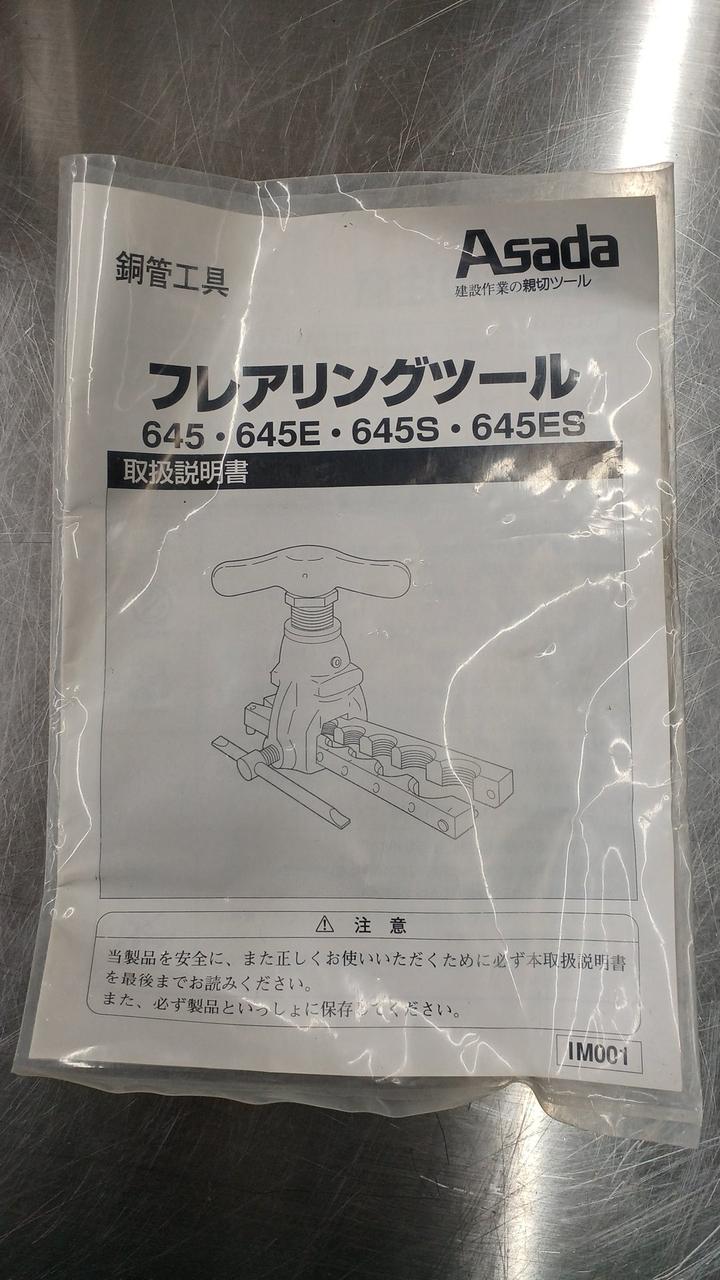 銅管工具
Asada
建設作業の親切ツール
フレアリングツール
645・645E・645S・645ES
取扱説明書
⚠ 注 意
当製品を安全に、また正しくお使いいただくために必ず本取扱説明書
を最後までお読みください。
また、必ず製品といっしょに保存してください。
IM001